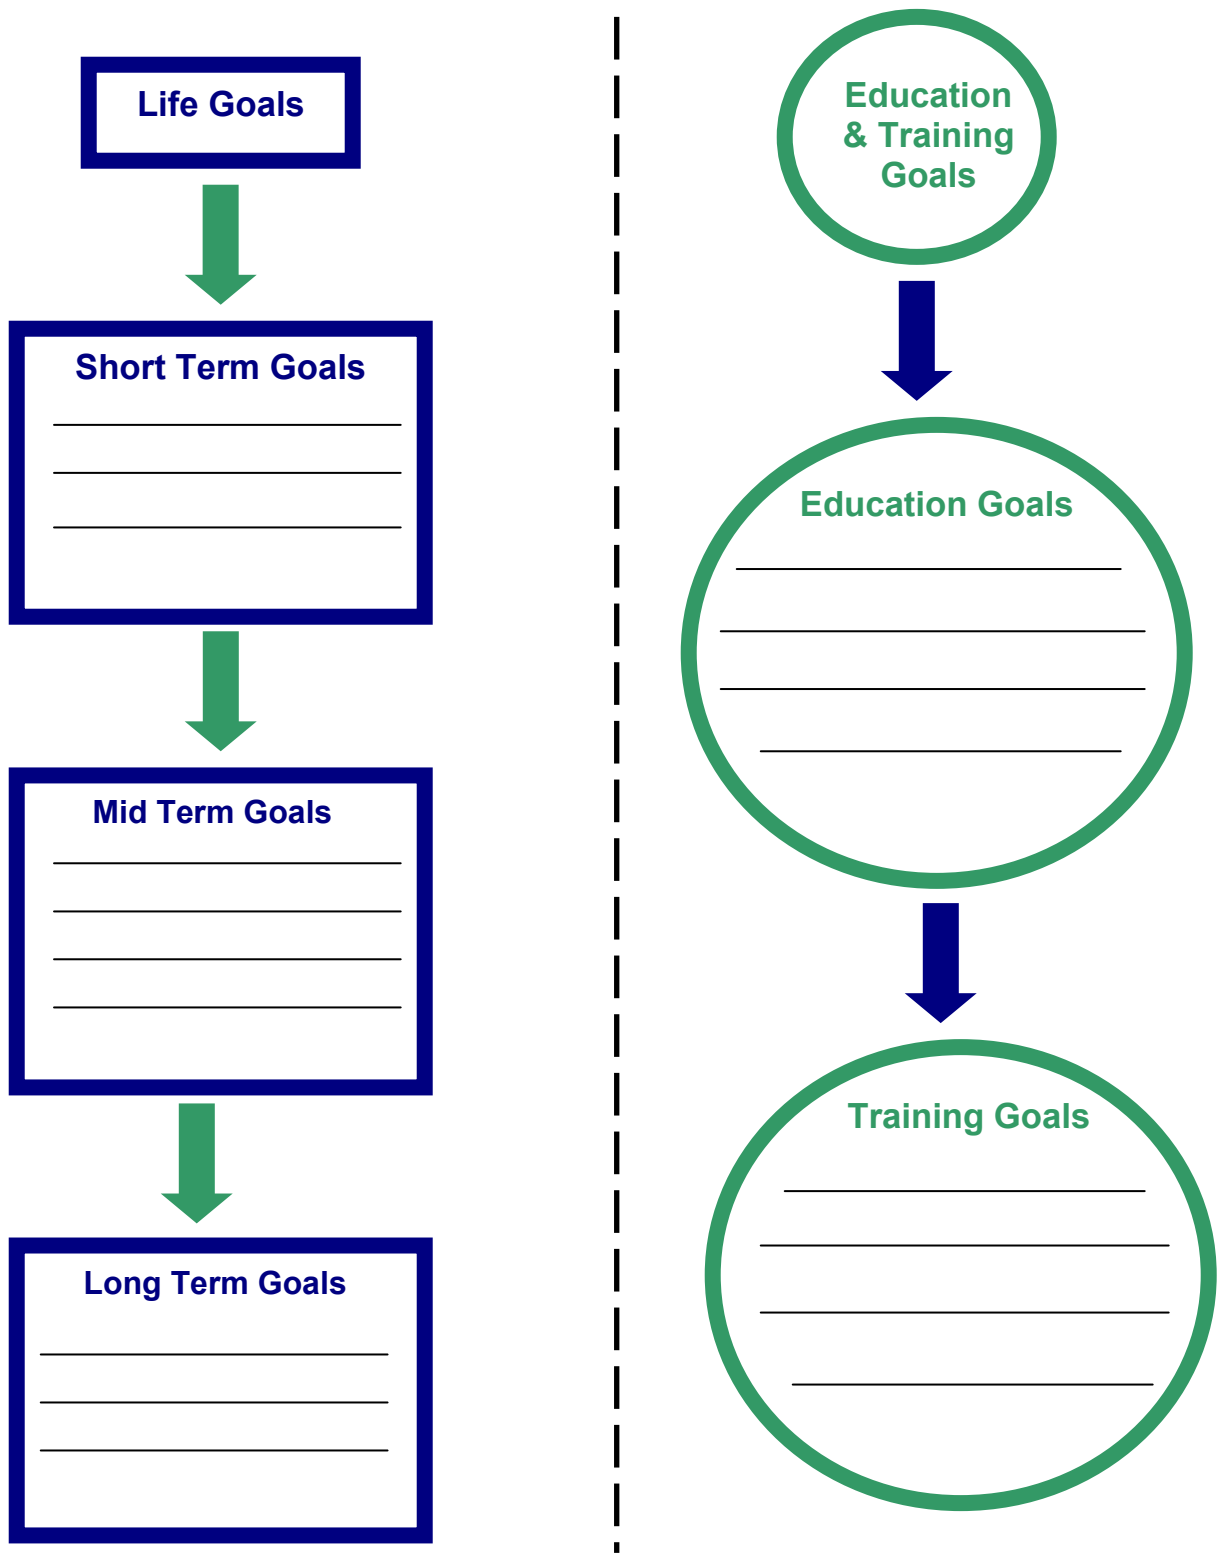 Life Goals
Short Term Goals
Mid Term Goals
Long Term Goals
Education
& Training
Goals
Education Goals
Training Goals